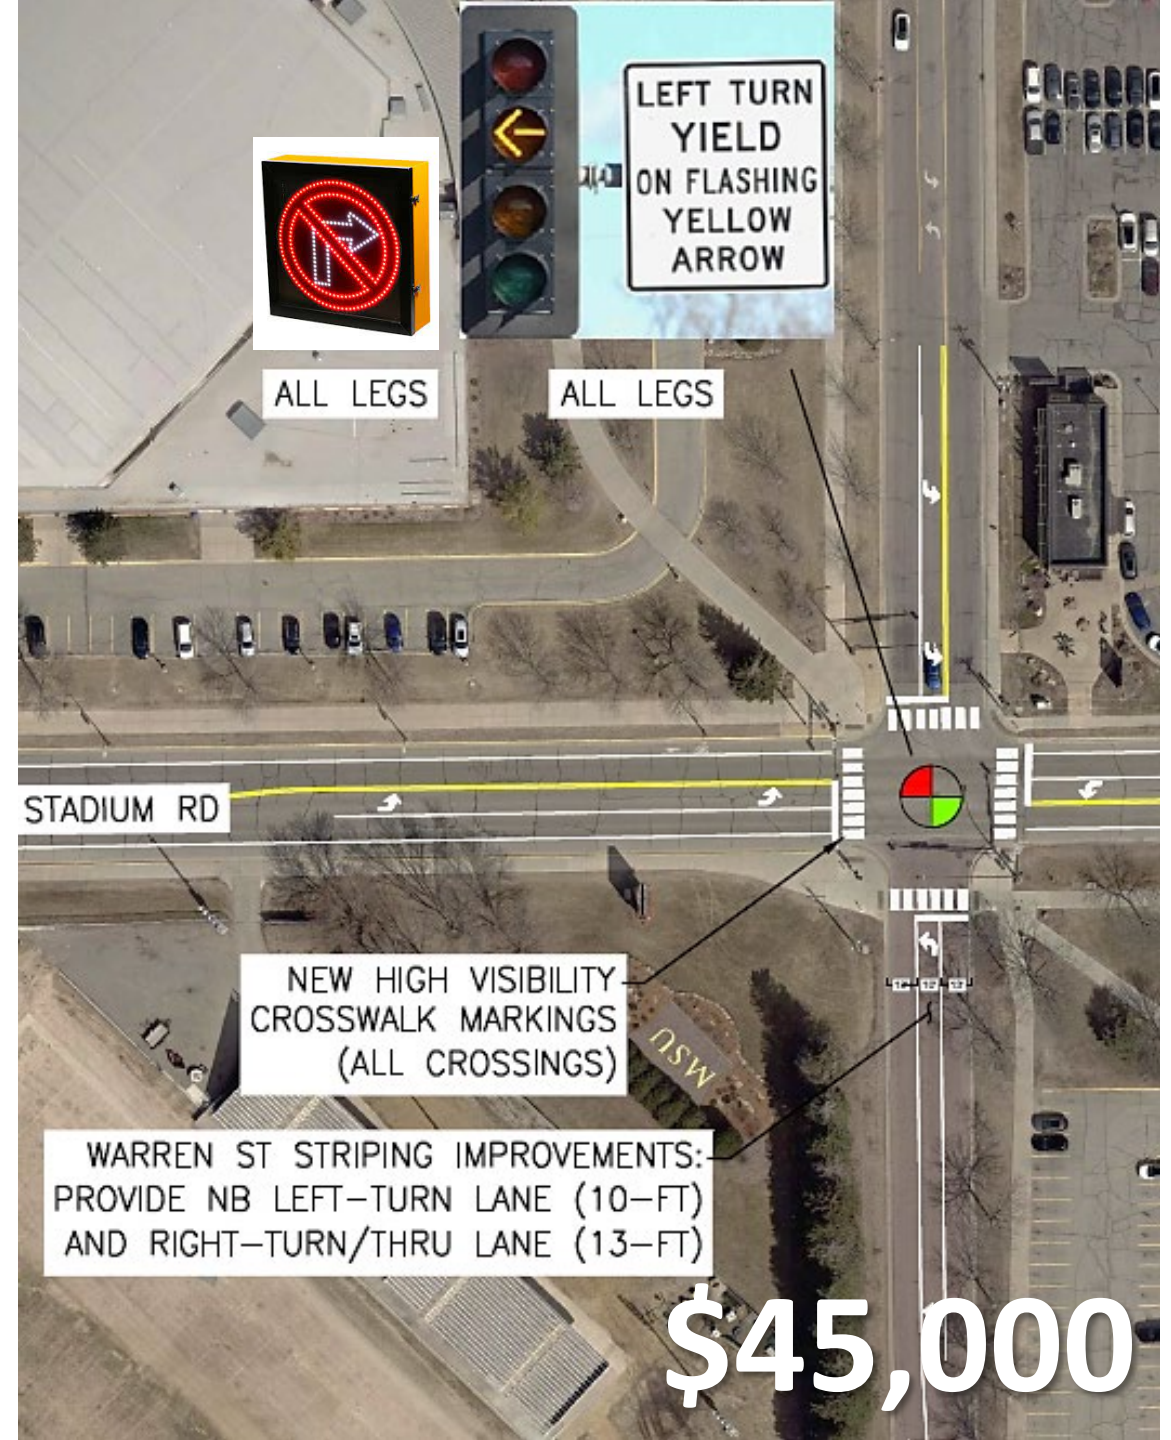 LEFT TURN
YIELD
ON FLASHING
YELLOW
ARROW
ALL LEGS
ALL LEGS
STADIUM RD
NEW HIGH VISIBILITY
CROSSWALK MARKINGS
(ALL CROSSINGS)
MSU
WARREN ST STRIPING IMPROVEMENTS:
PROVIDE NB LEFT-TURN LANE (10-FT)
AND RIGHT-TURN/THRU LANE (13-FT)
$45,000